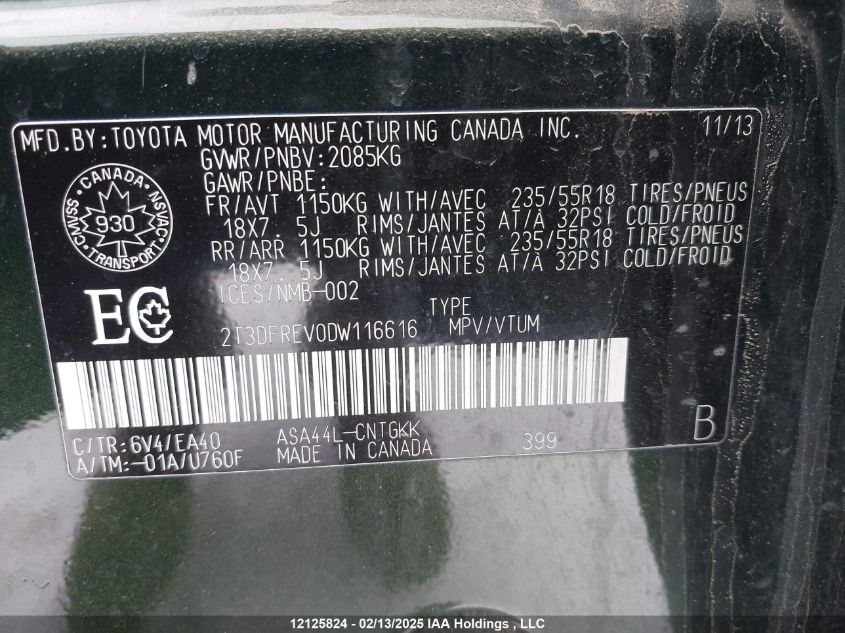 MFD.BY:TOYOTA MOTOR MANUFACTURING CANADA INC. 11/13
GVWR/PNBV:2085KG
GAWR/PNBE:
FR/AVT 1150KG WITH/AVEC 235/55R18 TIRES/PNEUS
18X7.5J RIMS/JANTES AT/À 32PSI COLD/FROID
RR/ARR 1150KG WITH/AVEC 235/55R18 TIRES/PNEUS
18X7.5J RIMS/JANTES AT/À 32PSI COLD/FROID
ICES/NMB-002
CANADA
CMVSS 930 NSVAC
TRANSPORT
EC
TYPE
2T3DFREV0DW116616 MPV/VTUM
C/TR:6V4/EA40 ASA44L-CNTGKK 399 B
A/TM:-01A/U760F MADE IN CANADA
12125824 - 02/13/2025 IAA Holdings, LLC